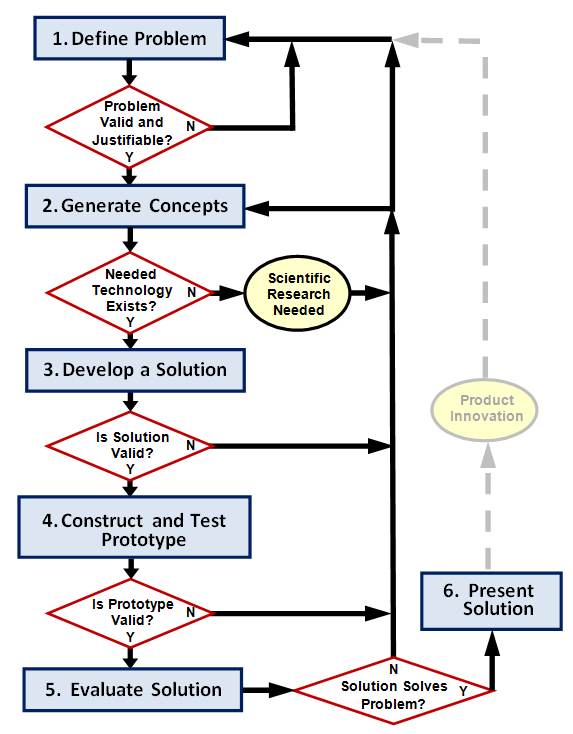 1. Define Problem
Problem
Valid and
Justifiable?
N
Y
2. Generate Concepts
Needed
Technology
Exists?
N
Y
Scientific
Research
Needed
3. Develop a Solution
Is Solution
Valid?
N
Y
Product
Innovation
4. Construct and Test
Prototype
Is Prototype
Valid?
N
Y
6. Present
Solution
5. Evaluate Solution
N
Solution Solves
Problem?
Y